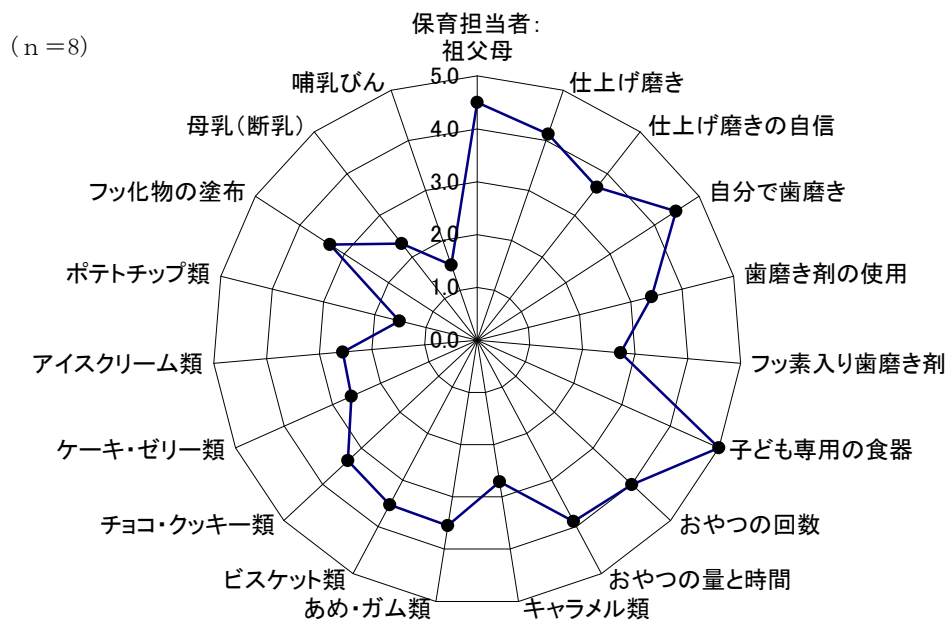 (n=8)
保育担当者:
祖父母
仕上げ磨き
仕上げ磨きの自信
自分で歯磨き
歯磨き剤の使用
フッ素入り歯磨き剤
子ども専用の食器
おやつの回数
おやつの量と時間
キャラメル類
あめ・ガム類
ビスケット類
チョコ・クッキー類
ケーキ・ゼリー類
アイスクリーム類
ポテトチップ類
フッ化物の塗布
母乳(断乳)
哺乳びん
5.0
4.0
3.0
2.0
1.0
0.0